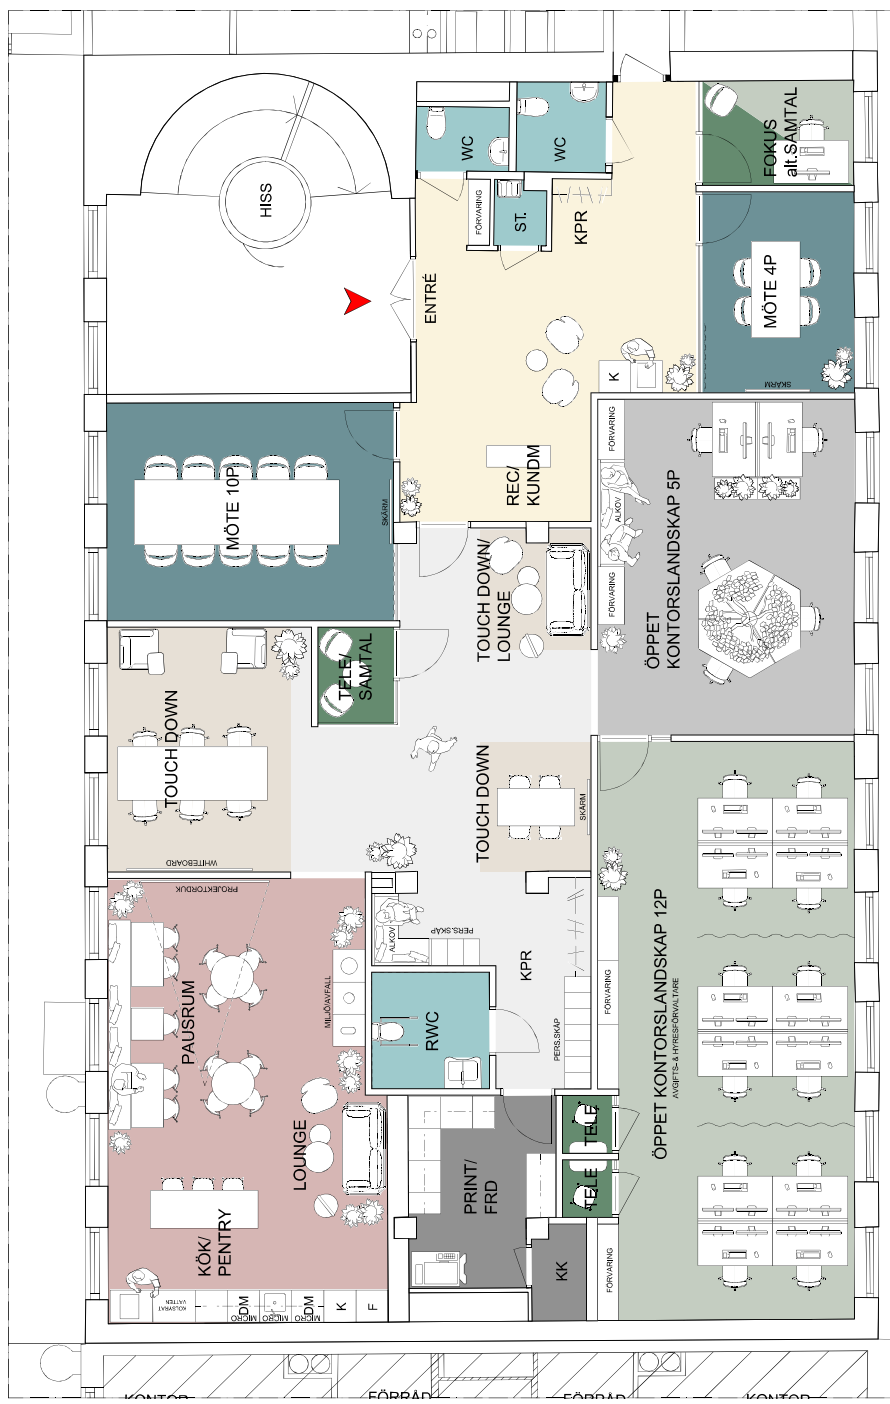 HISS
WC
WC
FÖRVARING
ST.
KPR
ENTRÉ
FOKUS
alt.SAMTAL
MÖTE 4P
SKÄRM
K
REC/
KUNDM
MÖTE 10P
SKÄRM
FÖRVARING
ALKOV
FÖRVARING
ÖPPET
KONTORSLANDSKAP 5P
TOUCH DOWN/
LOUNGE
TELE/
SAMTAL
TOUCH DOWN
WHITEBOARD
TOUCH DOWN
SKÄRM
PROJEKTORDUK
PAUSRUM
MILJÖ/AVFALL
ALKOV
PERS.SKÅP
KPR
RWC
PERS.SKÅP
FÖRVARING
ÖPPET KONTORSLANDSKAP 12P
AVGIFTS- & HYRESFÖRVALTARE
LOUNGE
KÖK/
PENTRY
PRINT/
FRD
TELE
TELE
KK
FÖRVARING
KOLSYRAT
VATTEN
DM
MICRO
MICRO
DM
MICRO
K
F
KONTOR
FÖRRÅD
FÖRRÅD
KONTOR